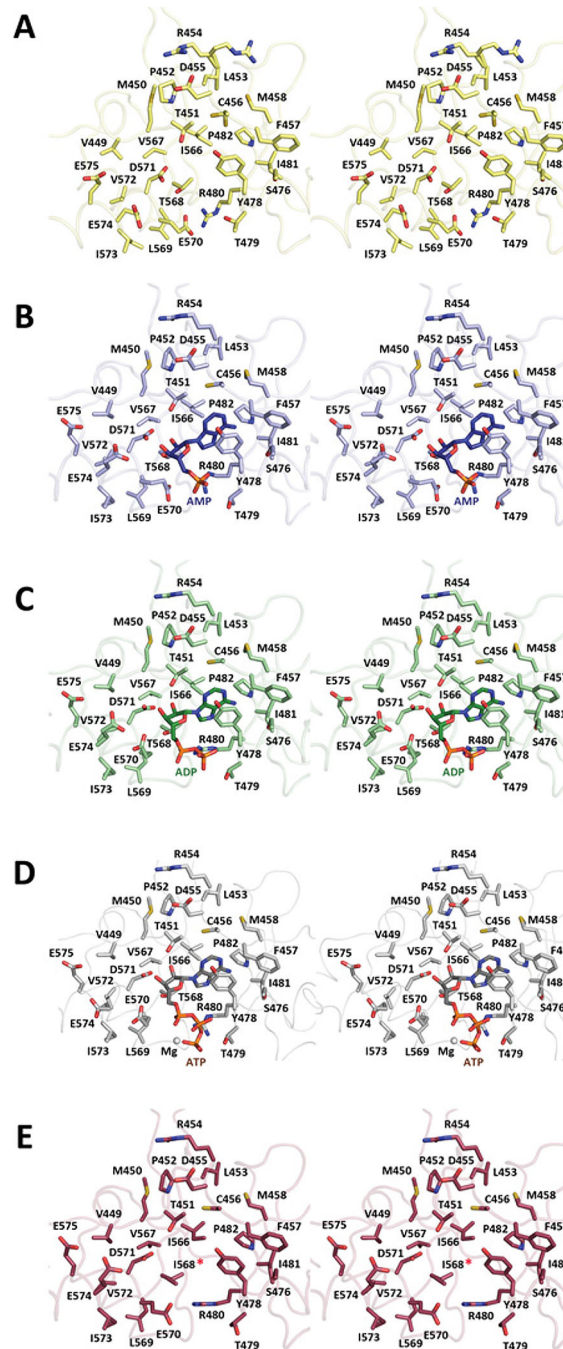 A
R454
R454
P452 D455
L453
P452 D455
L453
M450
M458
M450
M458
T451
C456
T451
C456
V449
V567
P482
F457
V449
V567
P482
F457
E575
D571
I566
I481
E575
D571
I566
I481
V572
R480
S476
V572
R480
S476
E574
T568
Y478
E574
T568
Y478
I573
L569
E570
T479
I573
L569
E570
T479
B
R454
R454
P452 D455
L453
P452 D455
L453
M450
M458
M450
M458
T451
C456
T451
C456
V449
P482
F457
V449
P482
F457
E575
V567
I566
E575
V567
I566
D571
I481
D571
I481
V572
T568
R480
S476
V572
T568
R480
S476
E574
Y478
E574
Y478
I573
L569
E570
AMP
T479
I573
L569
E570
AMP
T479
C
R454
R454
P452 D455
L453
P452 D455
L453
M450
M458
M450
M458
T451
C456
T451
C456
V449
P482
F457
V449
P482
F457
E575
V567
I566
E575
V567
I566
D571
I481
D571
I481
V572
R480
S476
V572
R480
S476
E574
T568
Y478
E574
T568
Y478
E570
E570
I573
L569
ADP
T479
I573
L569
ADP
T479
D
R454
R454
P452 D455
L453
P452 D455
L453
M450
M458
M450
M458
T451
C456
T451
C456
V449
P482
F457
V449
P482
F45
E575
V567
I566
E575
V567
I566
D571
I481
D571
I481
V572
E570
T568
R480
S476
V572
E570
T568
R480
S476
E574
Y478
E574
Y478
I573
L569
Mg
ATP
T479
I573
L569
Mg
ATP
T479
E
R454
R454
P452 D455
L453
P452 D455
L453
M450
M458
M450
M458
T451
C456
T451
C456
V449
P482
F457
V449
P482
F45
E575
V567
I566
E575
V567
I566
D571
I568*
I481
D571
I568*
I48
E574
V572
S476
E574
V572
S476
R480
Y478
R480
Y478
I573
L569
E570
T479
I573
L569
E570
T479